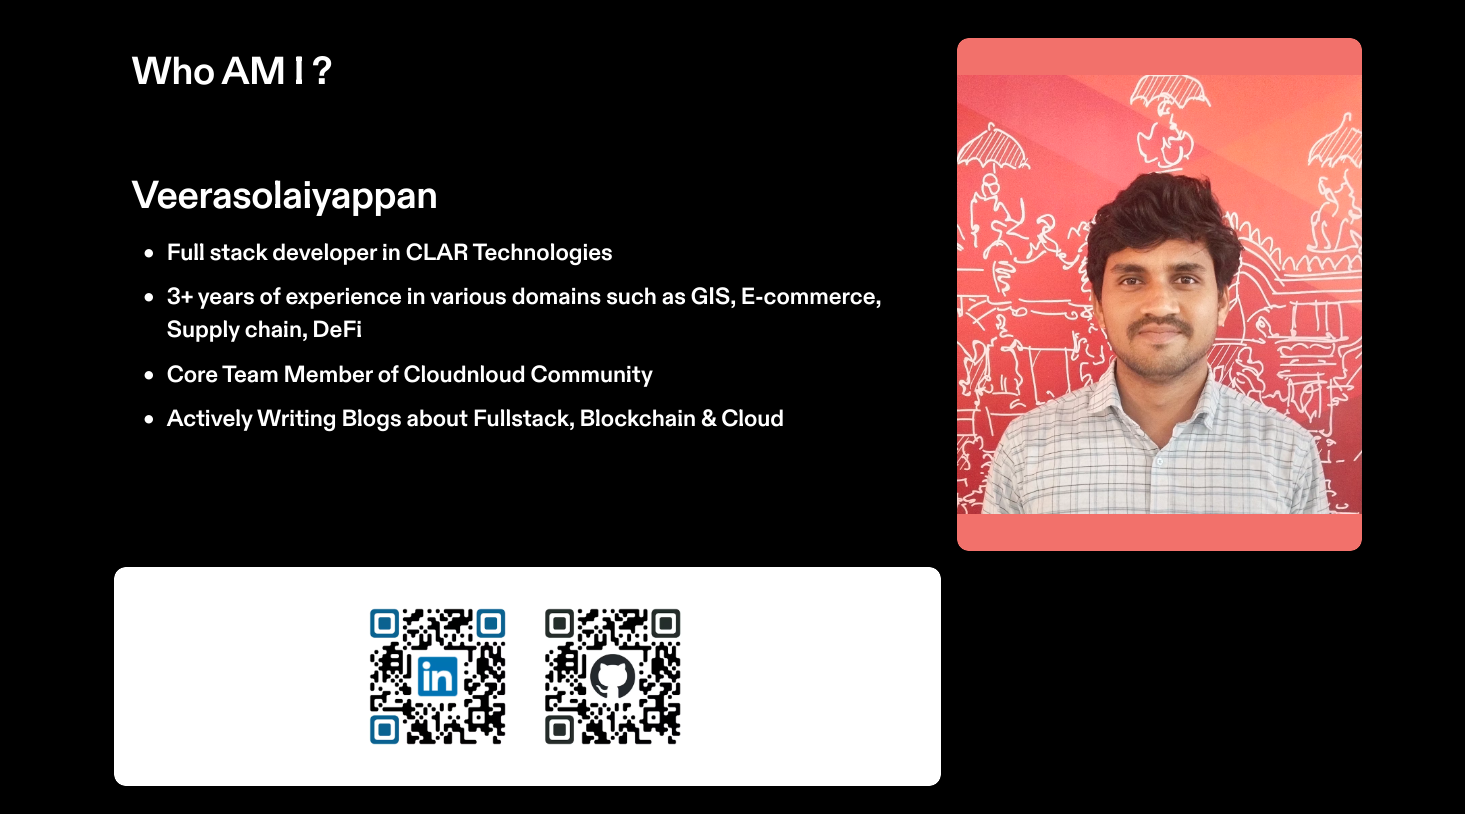 Who AM I ?
Veerasolaiyappan
• Full stack developer in CLAR Technologies
• 3+ years of experience in various domains such as GIS, E-commerce,
Supply chain, DeFi
• Core Team Member of Cloudnloud Community
• Actively Writing Blogs about Fullstack, Blockchain & Cloud
in